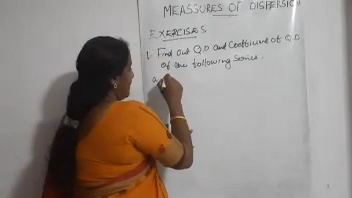 MEASURES OF DISPERSION
EXERCISES
1. Find out Q.D and Coefficient of Q.D
of the following Series.
a